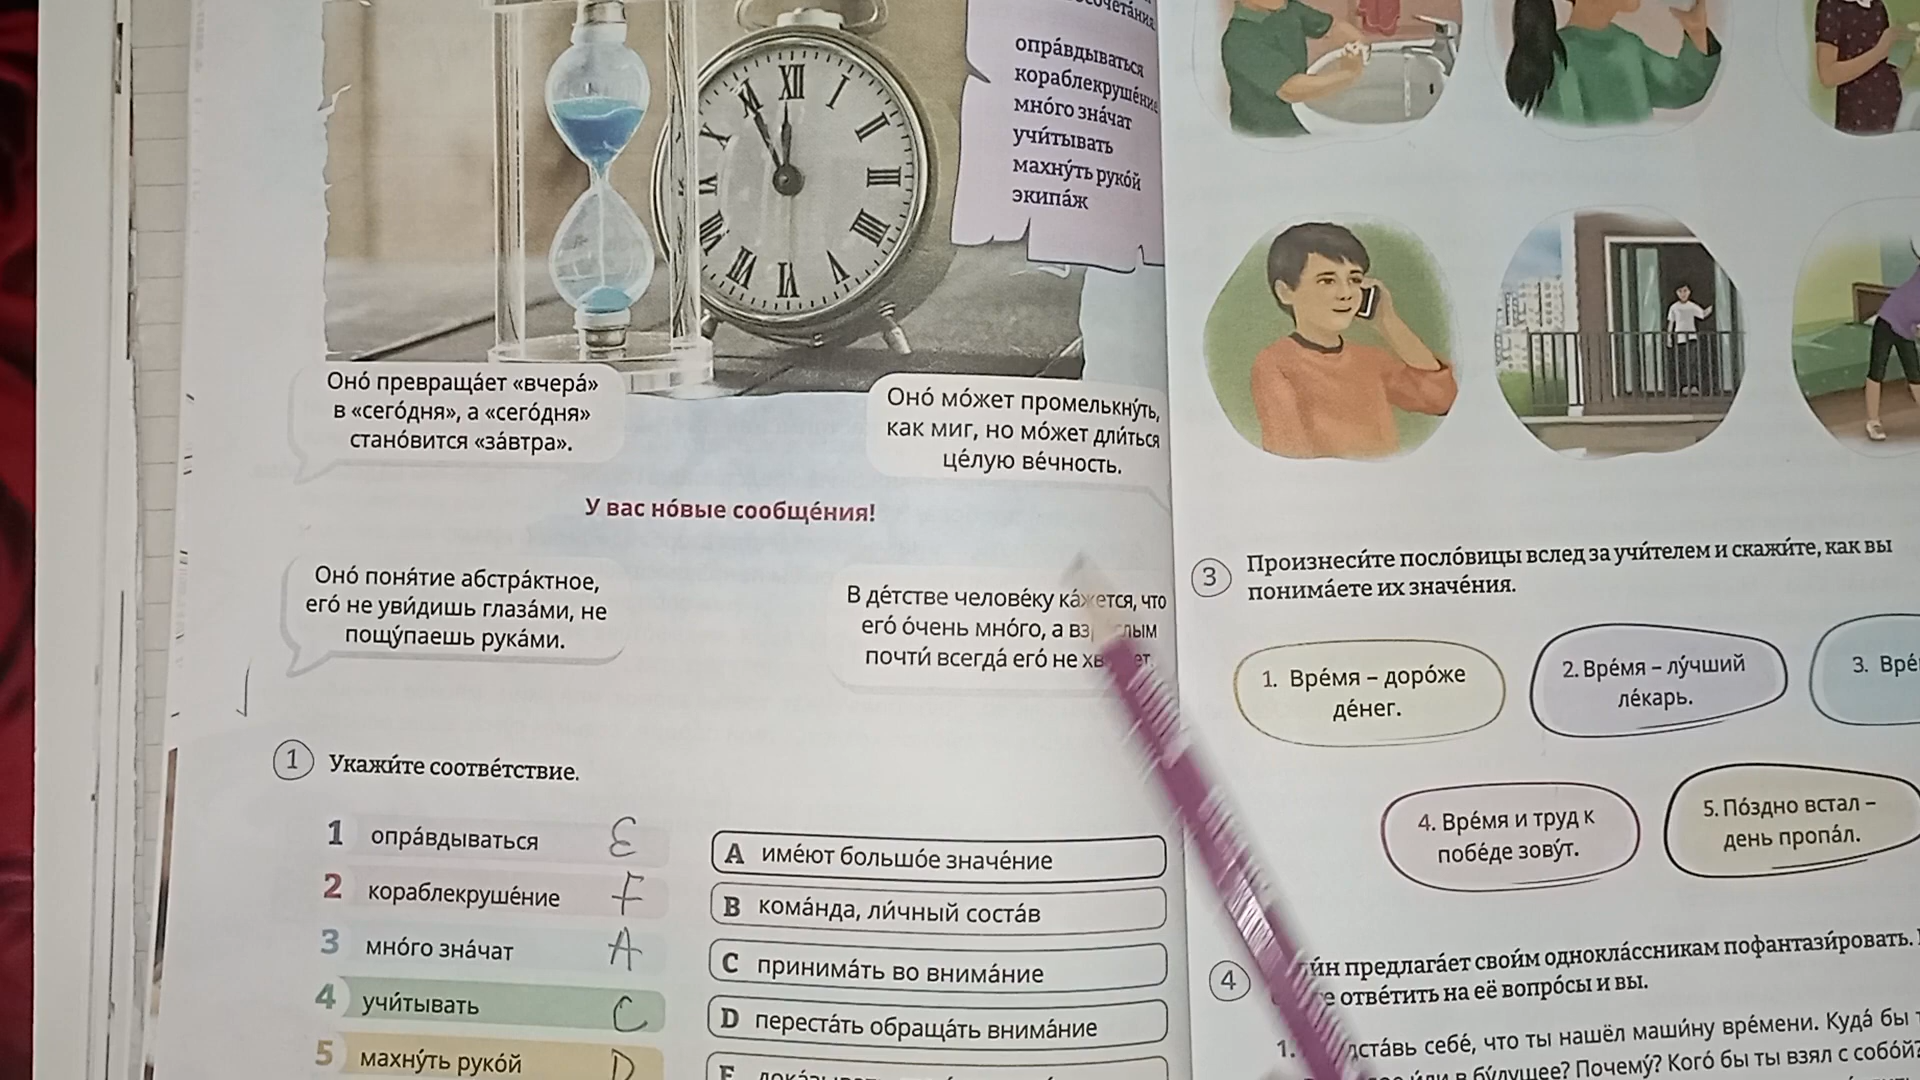 опра́вдываться
кораблекруше́ние
мно́го зна́чат
учи́тывать
махну́ть руко́й
экипа́ж
XII
I
II
III
IIII
V
VI
VII
VIII
IX
X
XI
Оно́ превраща́ет «вчера́»
в «сего́дня», а «сего́дня»
стано́вится «за́втра».
Оно́ мо́жет промелькну́ть,
как миг, но мо́жет дли́ться
це́лую ве́чность.
У вас но́вые сообще́ния!
Оно́ поня́тие абстра́ктное,
его́ не уви́дишь глаза́ми, не
пощу́паешь рука́ми.
В де́тстве челове́ку ка́жется, что
его́ о́чень мно́го, а
почти́ всегда́ его́ не
1 Укажи́те соотве́тствие.
1 опра́вдываться E
2 кораблекруше́ние F
3 мно́го зна́чат A
4 учи́тывать C
5 махну́ть руко́й D
A име́ют большо́е значе́ние
B кома́нда, ли́чный соста́в
C принима́ть во внима́ние
D переста́ть обраща́ть внима́ние
E
3 Произнеси́те посло́вицы вслед за учи́телем и скажи́те, как вы
понима́ете их значе́ния.
1. Вре́мя – доро́же
де́нег.
2. Вре́мя – лу́чший
ле́карь.
3.
4. Вре́мя и труд к
побе́де зову́т.
5. По́здно встал –
день пропа́л.
4 предлага́ет свои́м однокла́ссникам пофантази́ровать.
отве́тить на её вопро́сы и вы.
1. себе́, что ты нашёл маши́ну вре́мени. Куда́ бы
и́ли в бу́дущее? Почему́? Кого́ бы ты взял с собо́й?